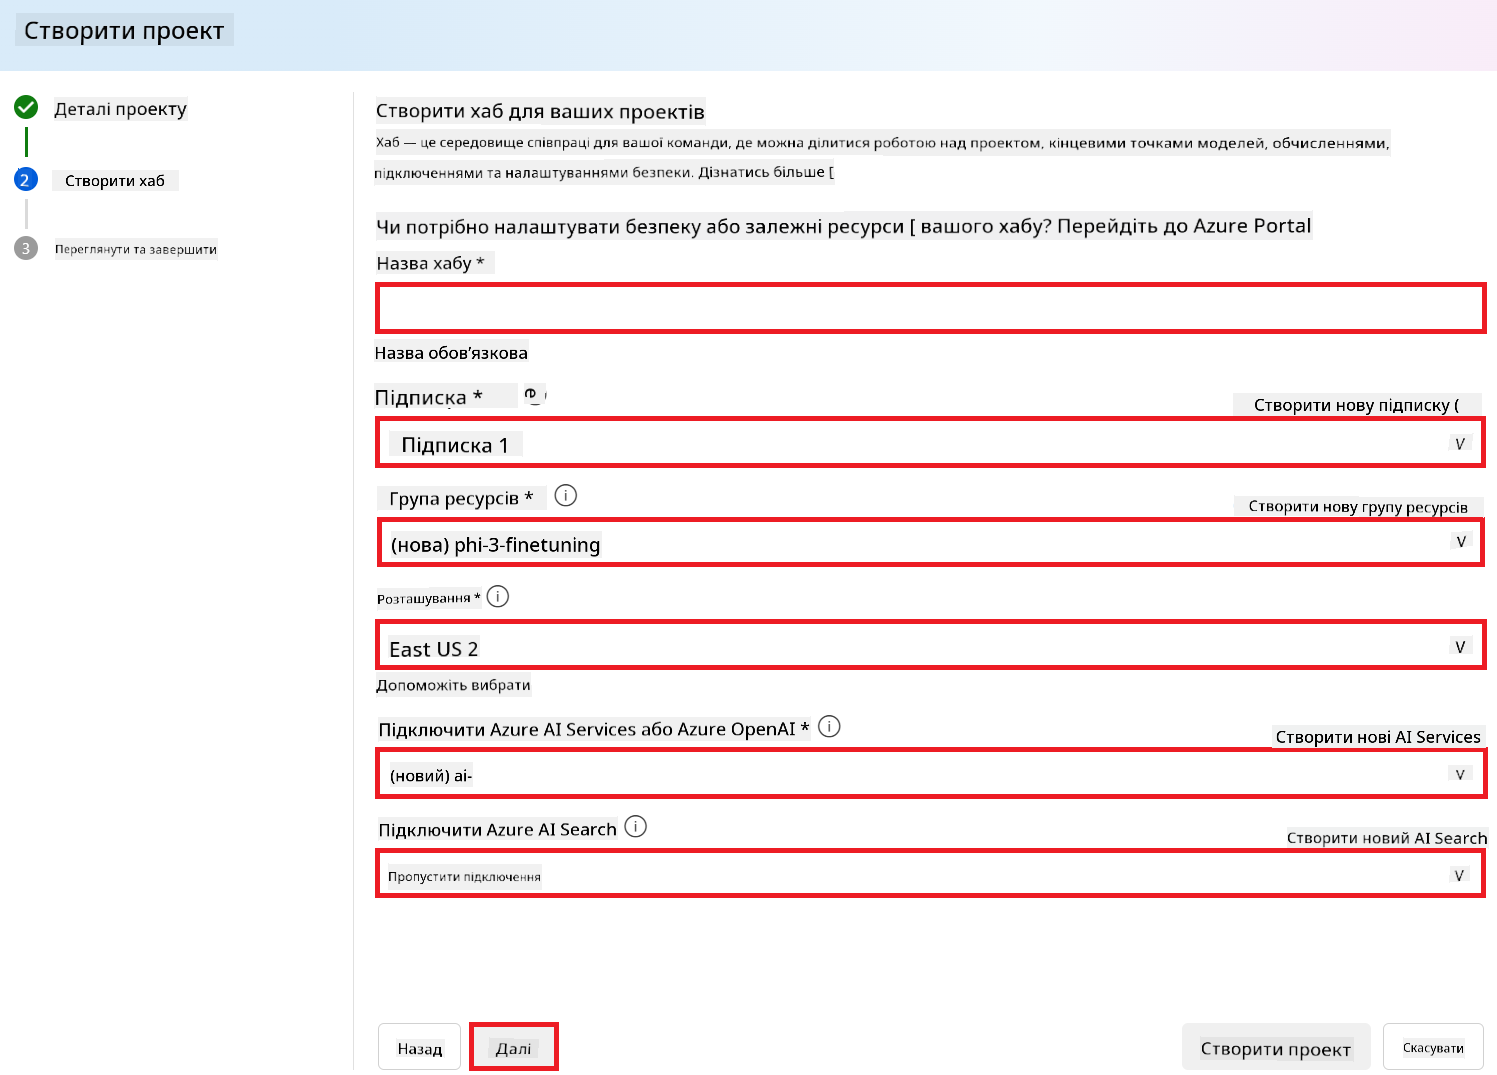 Створити проект
Деталі проекту
2
Створити хаб
3
Переглянути та завершити
Створити хаб для ваших проектів
Хаб — це середовище співпраці для вашої команди, де можна ділитися роботою над проектом, кінцевими точками моделей, обчисленнями,
підключеннями та налаштуваннями безпеки. Дізнатись більше [
Чи потрібно налаштувати безпеку або залежні ресурси [ вашого хабу? Перейдіть до Azure Portal
Назва хабу *
Назва обов’язкова
Підписка *
Створити нову підписку (
Підписка 1
V
Група ресурсів * i
Створити нову групу ресурсів
(нова) phi-3-finetuning
V
Розташування * i
East US 2
V
Допоможіть вибрати
Підключити Azure AI Services або Azure OpenAI * i
Створити нові AI Services
(новий) ai-
V
Підключити Azure AI Search i
Створити новий AI Search
Пропустити підключення
V
Назад
Далі
Створити проект
Скасувати